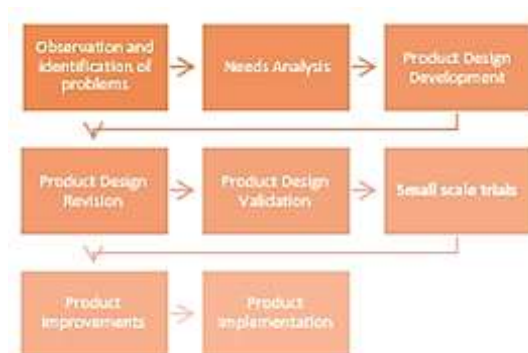 Observation and
identification of
problems
Needs Analysis
Product Design
Development
Product Design
Revision
Product Design
Validation
Small scale trials
Product
Improvements
Product
Implementation